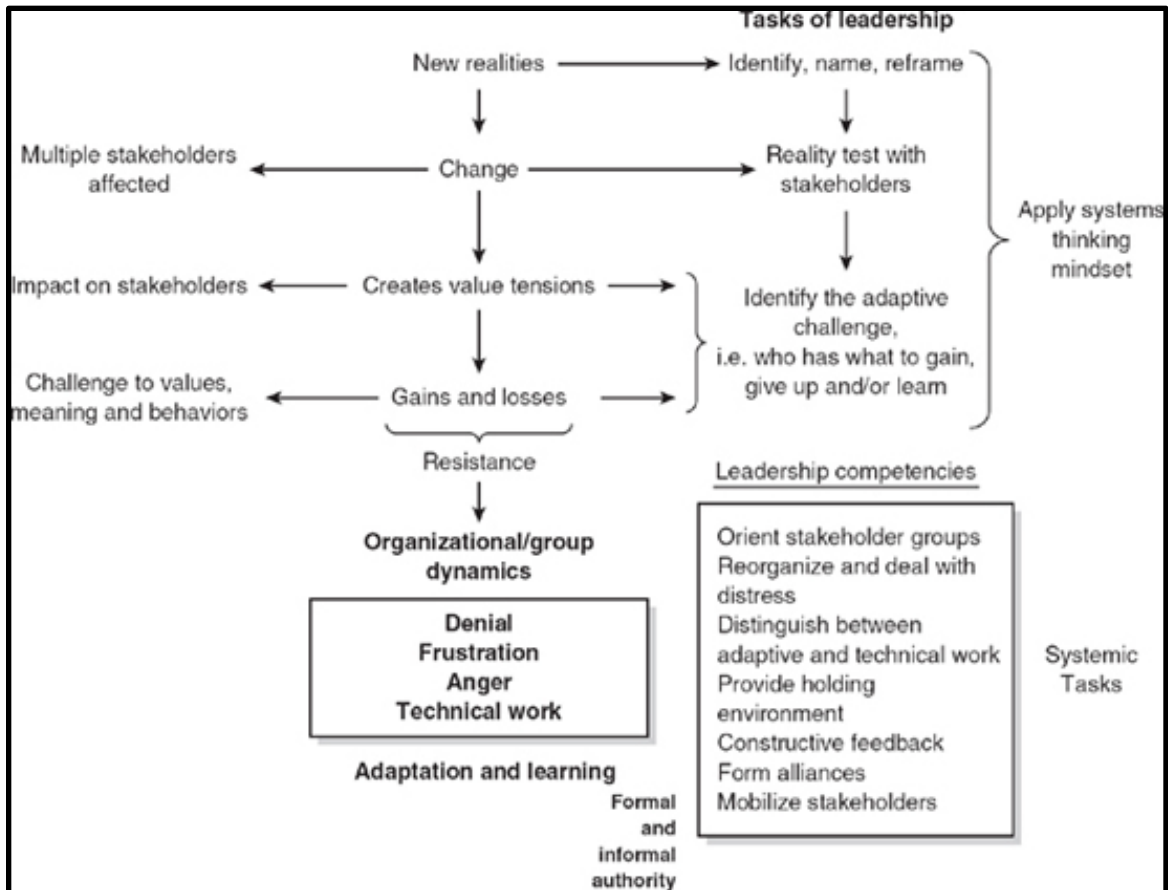 Tasks of leadership
New realities
Identify, name, reframe
Multiple stakeholders
affected
Change
Reality test with
stakeholders
Apply systems
thinking
mindset
Impact on stakeholders
Creates value tensions
Identify the adaptive
challenge,
i.e. who has what to gain,
give up and/or learn
Challenge to values,
meaning and behaviors
Gains and losses
Resistance
Organizational/group
dynamics
Denial
Frustration
Anger
Technical work
Adaptation and learning
Formal
and
informal
authority
Leadership competencies
Orient stakeholder groups
Reorganize and deal with
distress
Distinguish between
adaptive and technical work
Provide holding
environment
Constructive feedback
Form alliances
Mobilize stakeholders
Systemic
Tasks